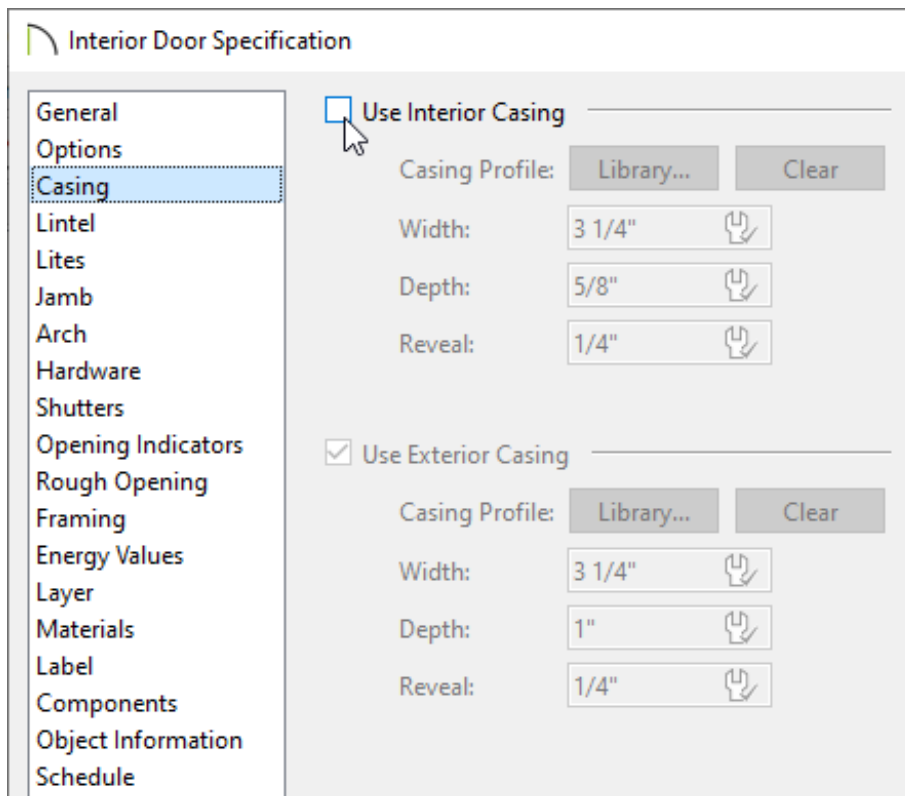 Interior Door Specification
General
Options
Casing
Lintel
Lites
Jamb
Arch
Hardware
Shutters
Opening Indicators
Rough Opening
Framing
Energy Values
Layer
Materials
Label
Components
Object Information
Schedule
Use Interior Casing
Casing Profile: Library... Clear
Width: 3 1/4"
Depth: 5/8"
Reveal: 1/4"
Use Exterior Casing
Casing Profile: Library... Clear
Width: 3 1/4"
Depth: 1"
Reveal: 1/4"